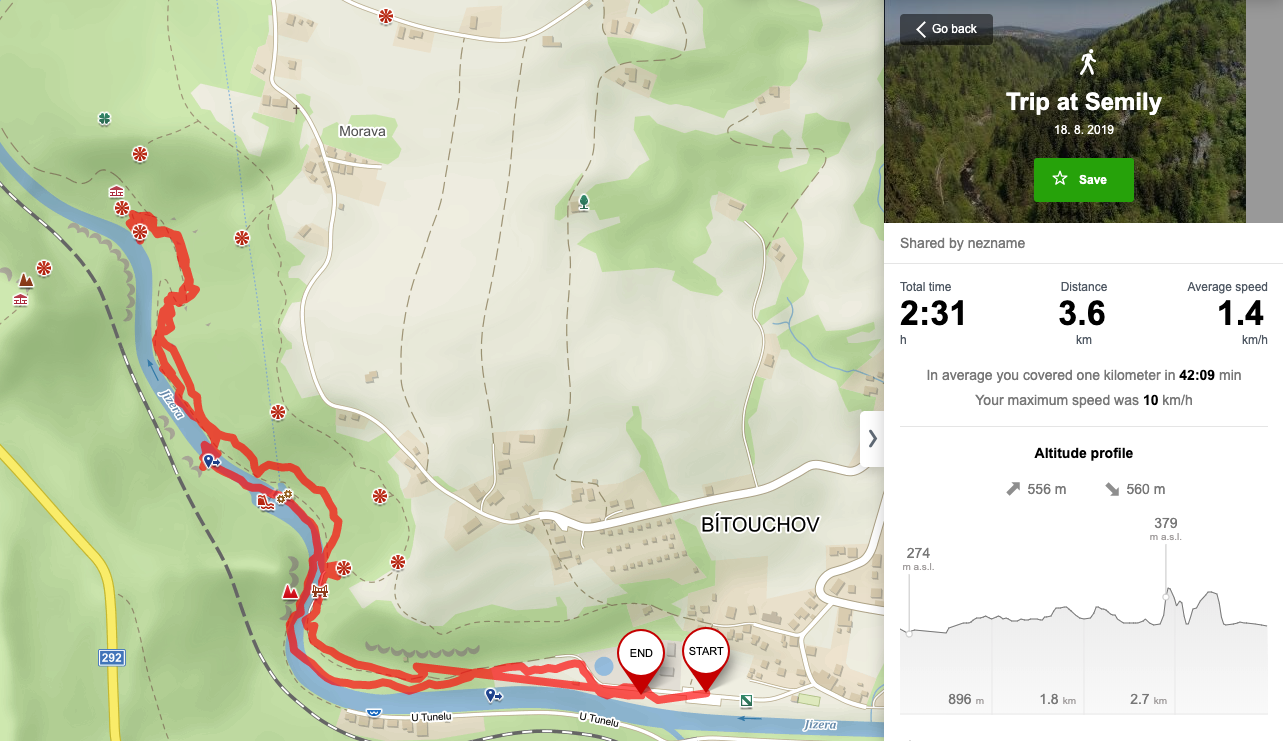 Morava
Jizera
BÍTOUCHOV
END
START
292
U Tunelu
U Tunelu
Jizera
Go back
Trip at Semily
18. 8. 2019
Save
Shared by nezname
Total time
2:31
h
Distance
3.6
km
Average speed
1.4
km/h
In average you covered one kilometer in 42:09 min
Your maximum speed was 10 km/h
Altitude profile
556 m
560 m
379
m a.s.l.
274
m a.s.l.
896 m
1.8 km
2.7 km